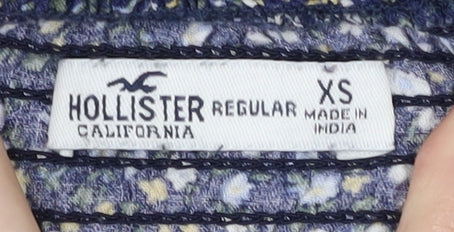 HOLLISTER REGULAR XS
CALIFORNIA MADE IN
INDIA